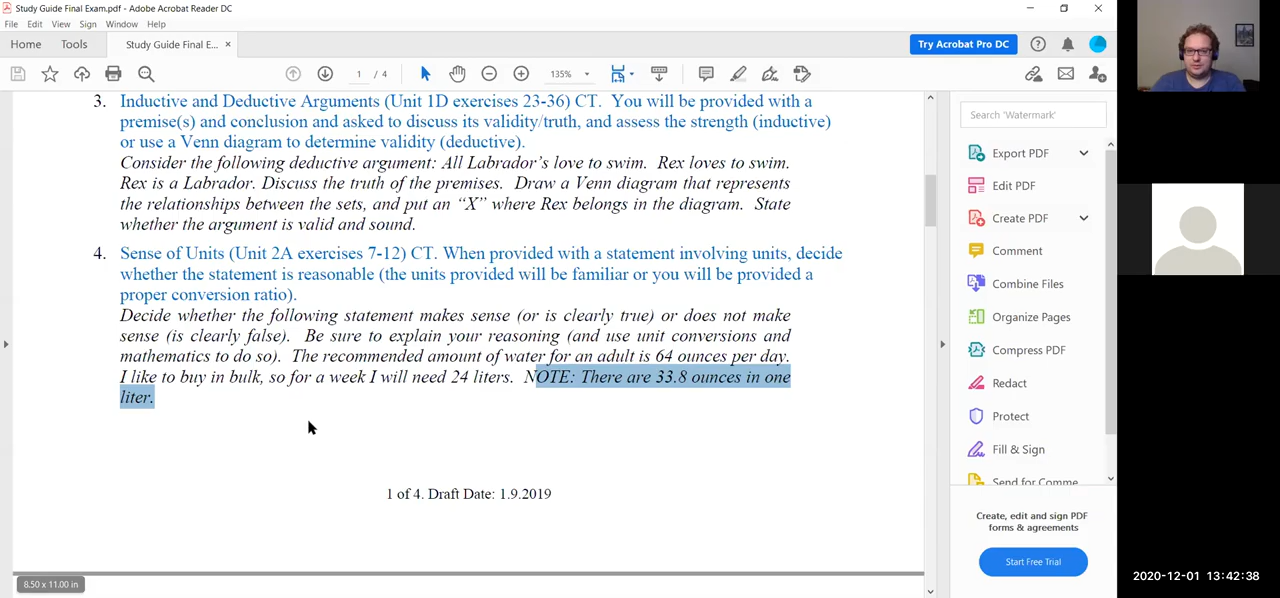 Study Guide Final Exam.pdf - Adobe Acrobat Reader DC
File Edit View Sign Window Help
Home Tools Study Guide Final E... ×
Try Acrobat Pro DC
1 / 4 135%
3. Inductive and Deductive Arguments (Unit 1D exercises 23-36) CT. You will be provided with a
premise(s) and conclusion and asked to discuss its validity/truth, and assess the strength (inductive)
or use a Venn diagram to determine validity (deductive).
Consider the following deductive argument: All Labrador's love to swim. Rex loves to swim.
Rex is a Labrador. Discuss the truth of the premises. Draw a Venn diagram that represents
the relationships between the sets, and put an "X" where Rex belongs in the diagram. State
whether the argument is valid and sound.
4. Sense of Units (Unit 2A exercises 7-12) CT. When provided with a statement involving units, decide
whether the statement is reasonable (the units provided will be familiar or you will be provided a
proper conversion ratio).
Decide whether the following statement makes sense (or is clearly true) or does not make
sense (is clearly false). Be sure to explain your reasoning (and use unit conversions and
mathematics to do so). The recommended amount of water for an adult is 64 ounces per day.
I like to buy in bulk, so for a week I will need 24 liters. NOTE: There are 33.8 ounces in one
liter.
1 of 4. Draft Date: 1.9.2019
8.50 x 11.00 in
Search 'Watermark'
Export PDF
Edit PDF
Create PDF
Comment
Combine Files
Organize Pages
Compress PDF
Redact
Protect
Fill & Sign
Send for Comme
Create, edit and sign PDF
forms & agreements
Start Free Trial
2020-12-01 13:42:38